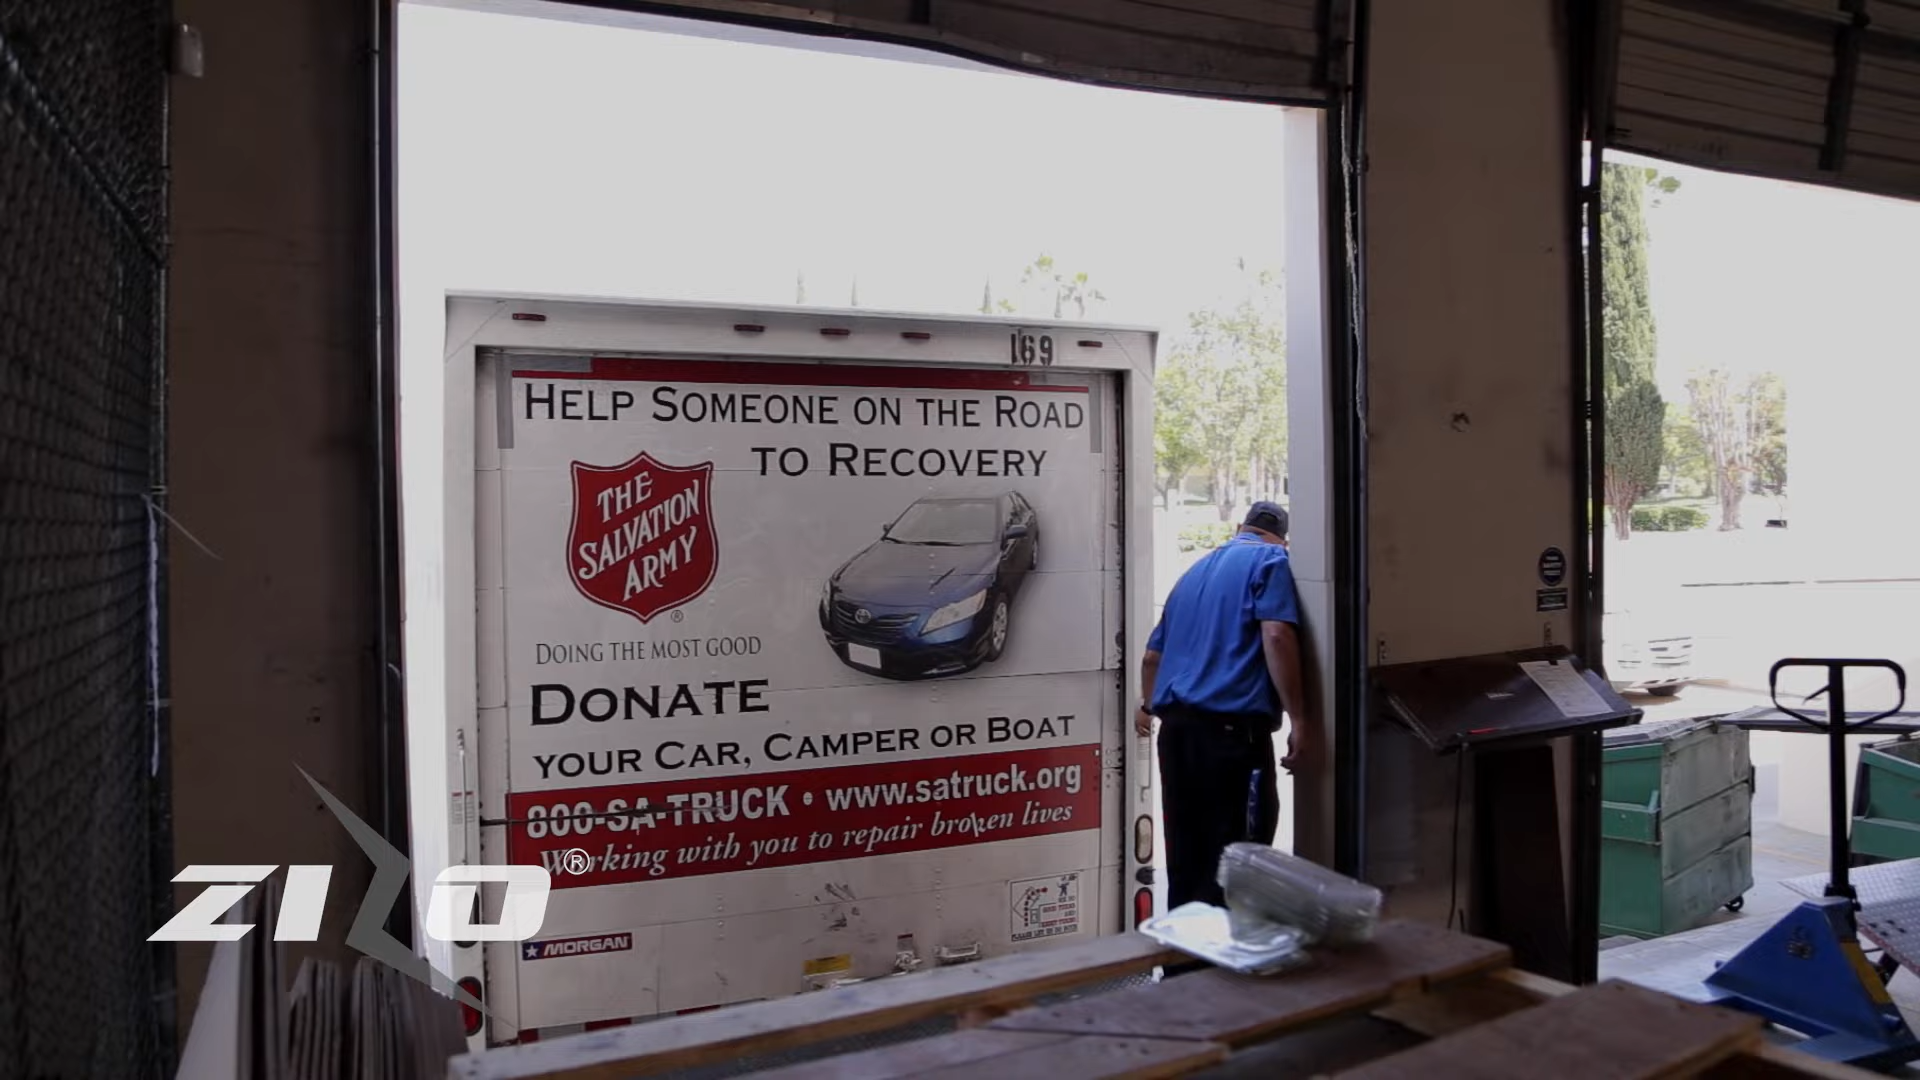 169
HELP SOMEONE ON THE ROAD
TO RECOVERY
THE
SALVATION
ARMY
®
DOING THE MOST GOOD
DONATE
YOUR CAR, CAMPER OR BOAT
800-SA-TRUCK • www.satruck.org
Working with you to repair broken lives
ZILO ®
MORGAN